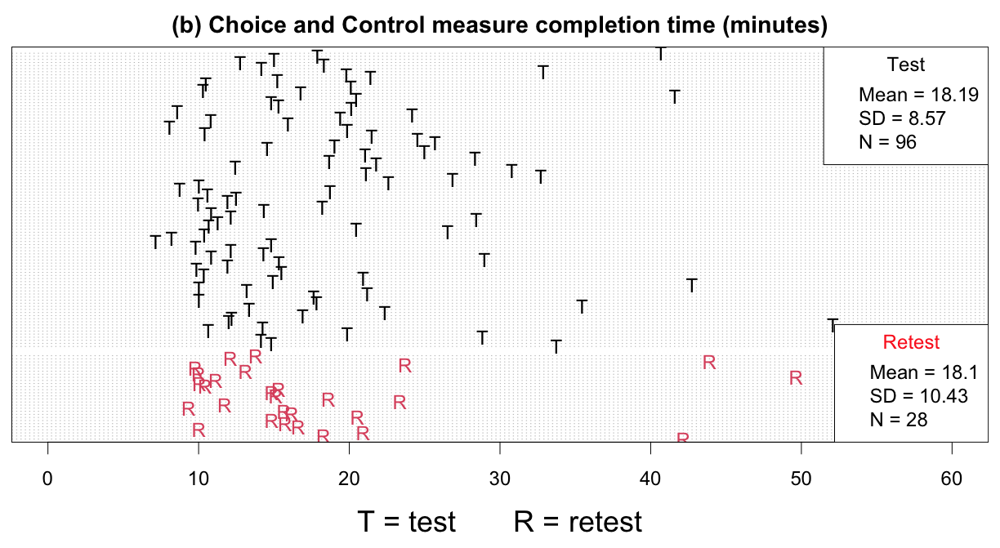 (b) Choice and Control measure completion time (minutes)
Test
Mean = 18.19
SD = 8.57
N = 96
Retest
Mean = 18.1
SD = 10.43
N = 28
0 10 20 30 40 50 60
T = test R = retest